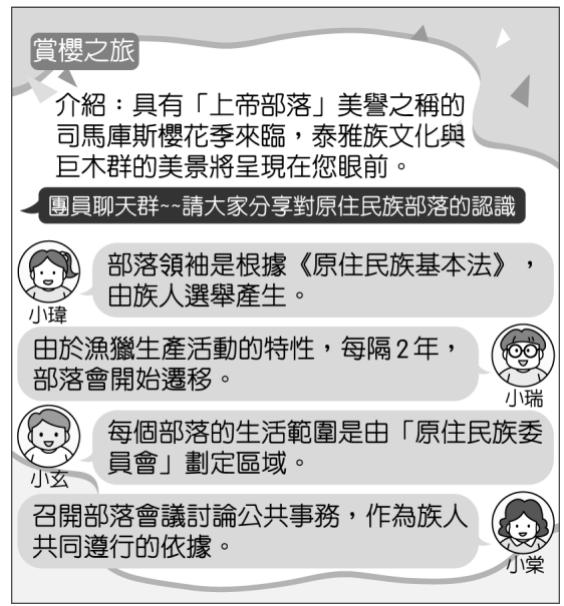 賞櫻之旅
介紹：具有「上帝部落」美譽之稱的
司馬庫斯櫻花季來臨，泰雅族文化與
巨木群的美景將呈現在您眼前。
團員聊天群~~請大家分享對原住民族部落的認識
部落領袖是根據《原住民族基本法》，
由族人選舉產生。
小瑋
由於漁獵生產活動的特性，每隔2年，
部落會開始遷移。
小瑞
每個部落的生活範圍是由「原住民族委
員會」劃定區域。
小玄
召開部落會議討論公共事務，作為族人
共同遵行的依據。
小棠